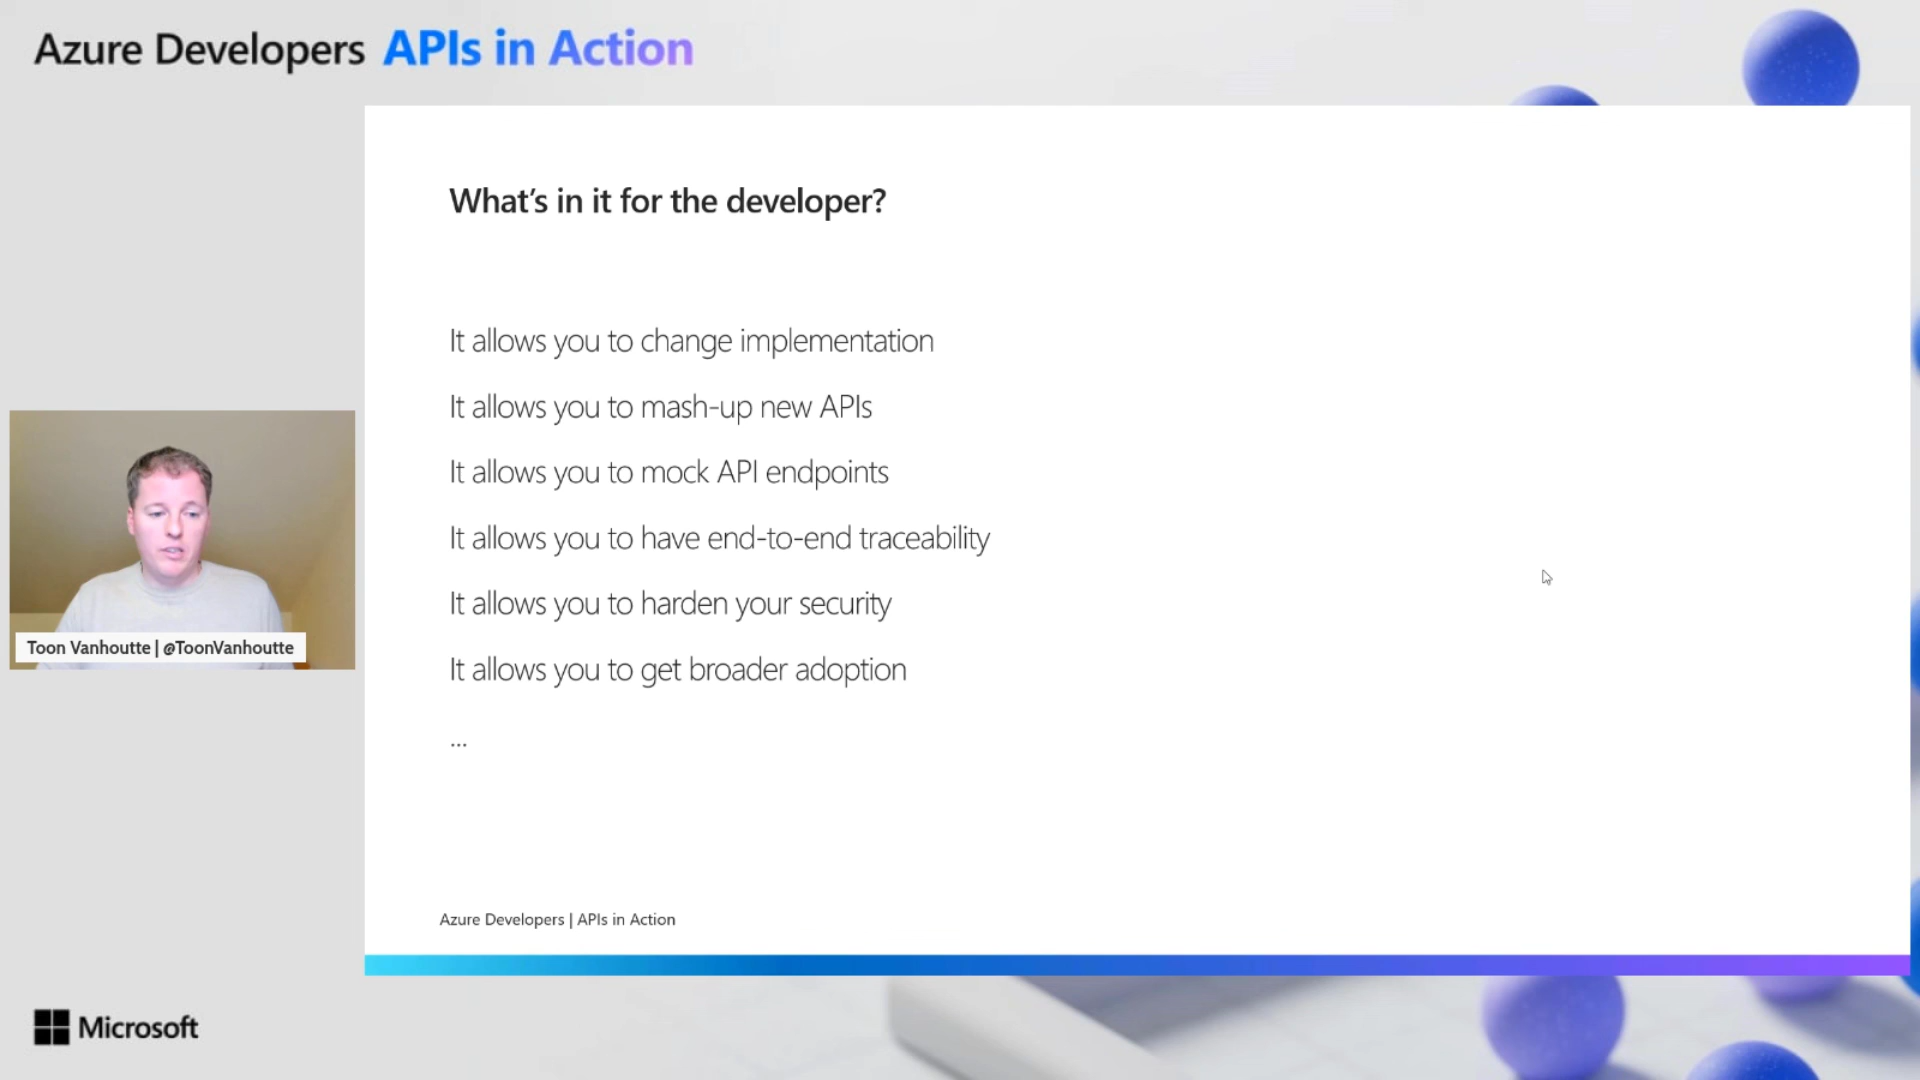 Azure Developers APIs in Action
What's in it for the developer?
It allows you to change implementation
It allows you to mash-up new APIs
It allows you to mock API endpoints
It allows you to have end-to-end traceability
It allows you to harden your security
It allows you to get broader adoption
...
Toon Vanhoutte | @ToonVanhoutte
Azure Developers | APIs in Action
Microsoft